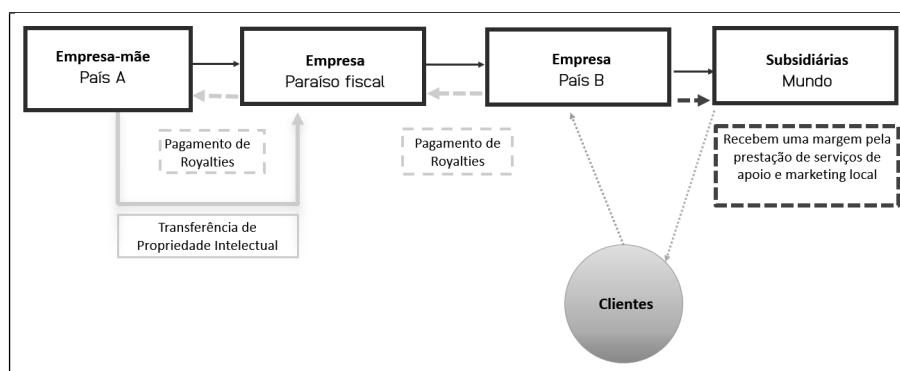 Empresa-mãe
País A
Empresa
Paraíso fiscal
Empresa
País B
Subsidiárias
Mundo
Pagamento de
Royalties
Pagamento de
Royalties
Recebem uma margem pela
prestação de serviços de
apoio e marketing local
Transferência de
Propriedade Intelectual
Clientes